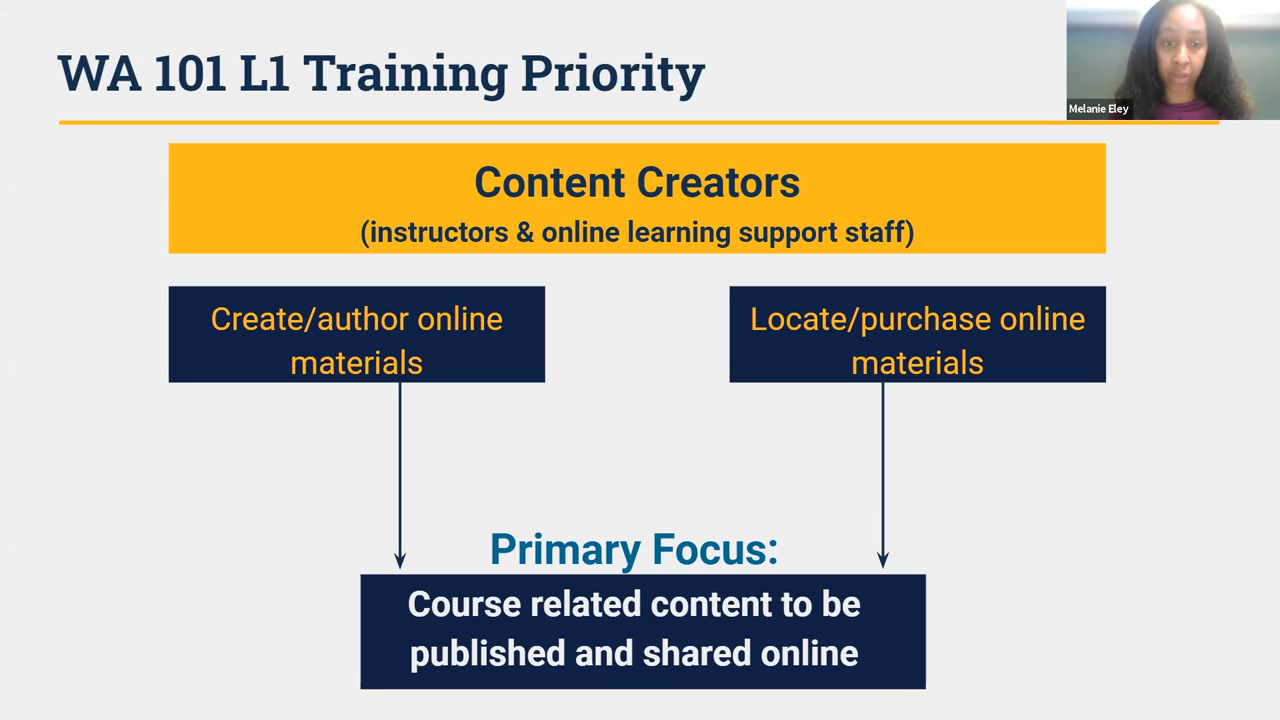 WA 101 L1 Training Priority
Melanie Eley
Content Creators
(instructors & online learning support staff)
Create/author online
materials
Locate/purchase online
materials
Primary Focus:
Course related content to be
published and shared online